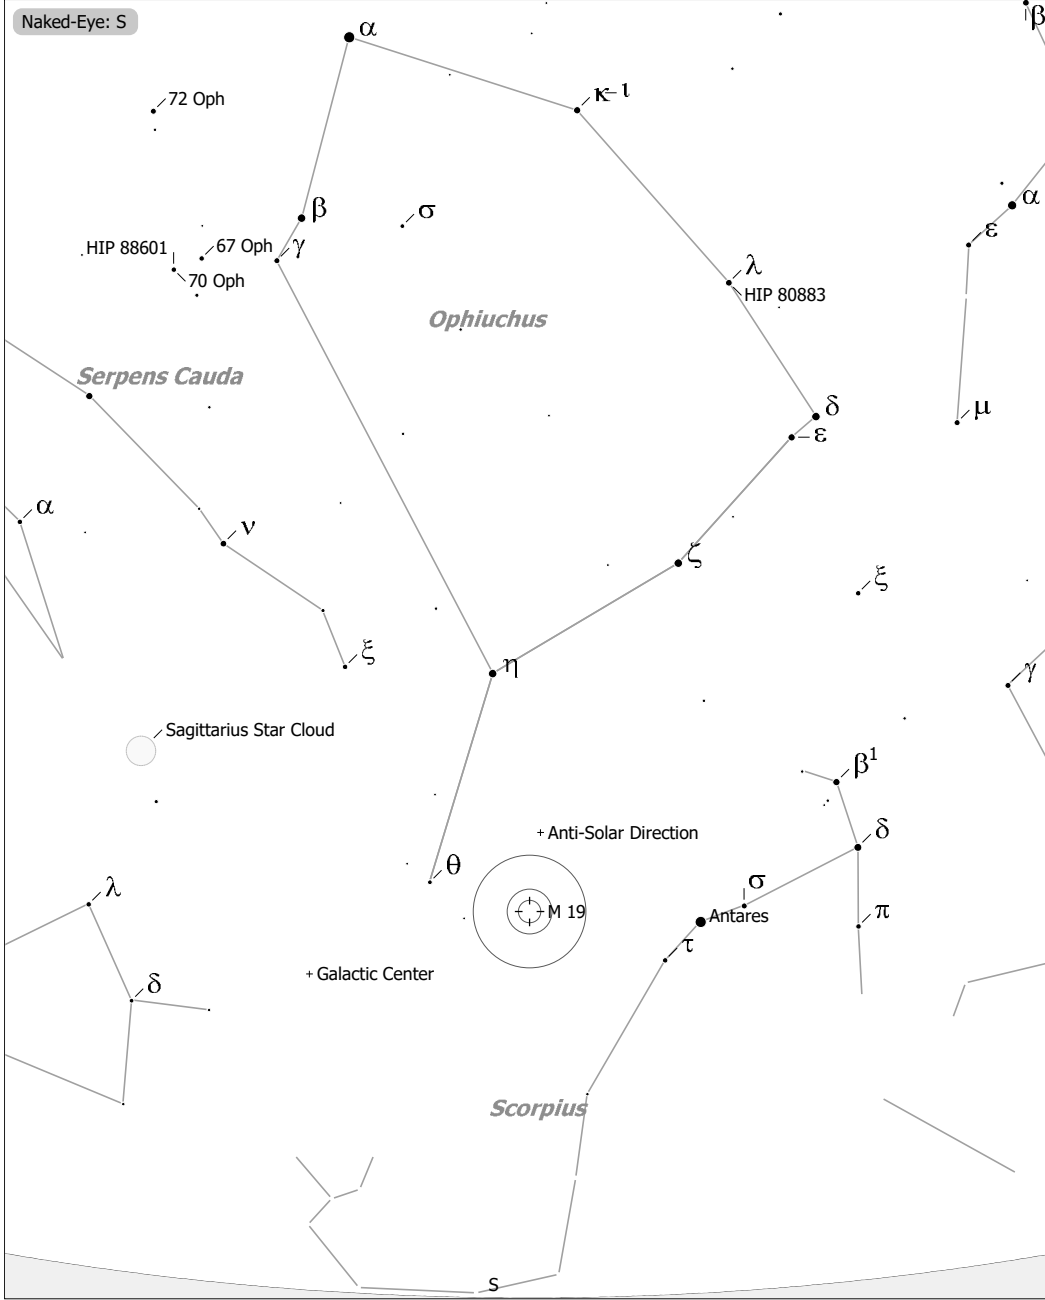 Naked-Eye: S
α
β
κ ι
72 Oph
α
β
σ
ε
γ
67 Oph
HIP 88601
70 Oph
λ
HIP 80883
Ophiuchus
Serpens Cauda
δ
μ
ε
α
ν
ζ
ξ
ξ
η
γ
Sagittarius Star Cloud
β1
Anti-Solar Direction
δ
θ
σ
λ
M 19
Antares
π
τ
Galactic Center
δ
Scorpius
S